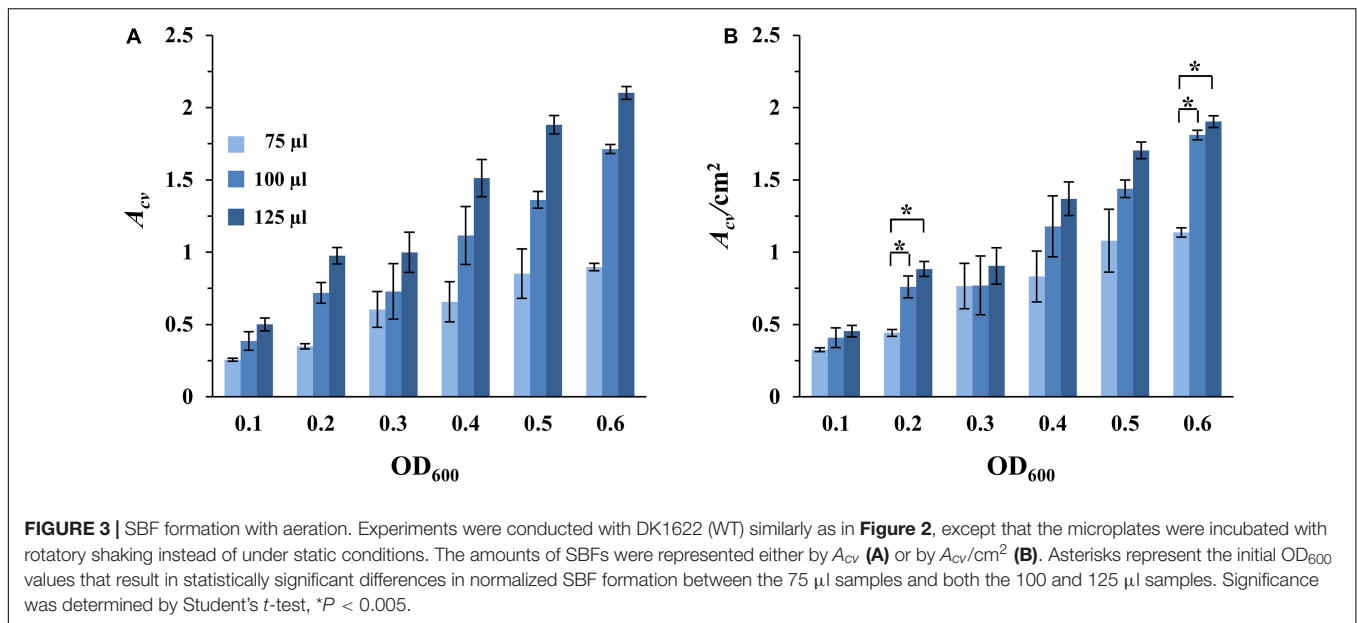 A
2.5
2
1.5
1
0.5
0
A_cv
75 µl
100 µl
125 µl
0.1 0.2 0.3 0.4 0.5 0.6
OD₆₀₀
B
2.5
2
1.5
1
0.5
0
A_cv/cm²
* *
* *
0.1 0.2 0.3 0.4 0.5 0.6
OD₆₀₀
FIGURE 3 | SBF formation with aeration. Experiments were conducted with DK1622 (WT) similarly as in Figure 2, except that the microplates were incubated with
rotatory shaking instead of under static conditions. The amounts of SBFs were represented either by A_cv (A) or by A_cv/cm² (B). Asterisks represent the initial OD₆₀₀
values that result in statistically significant differences in normalized SBF formation between the 75 µl samples and both the 100 and 125 µl samples. Significance
was determined by Student's t-test, *P < 0.005.